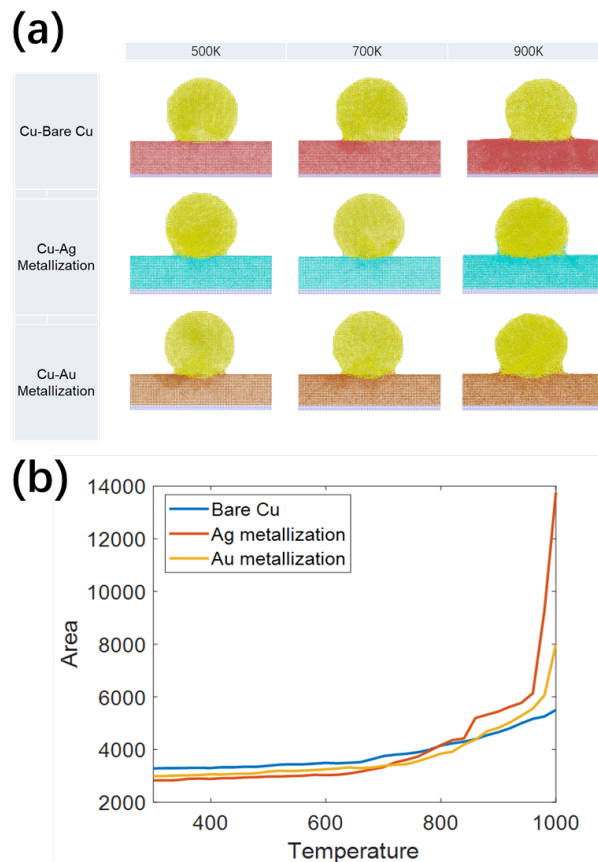 (a)
500K 700K 900K
Cu-Bare Cu
Cu-Ag
Metallization
Cu-Au
Metallization
(b)
14000
12000
10000
8000
6000
4000
2000
Area
Bare Cu
Ag metallization
Au metallization
400 600 800 1000
Temperature